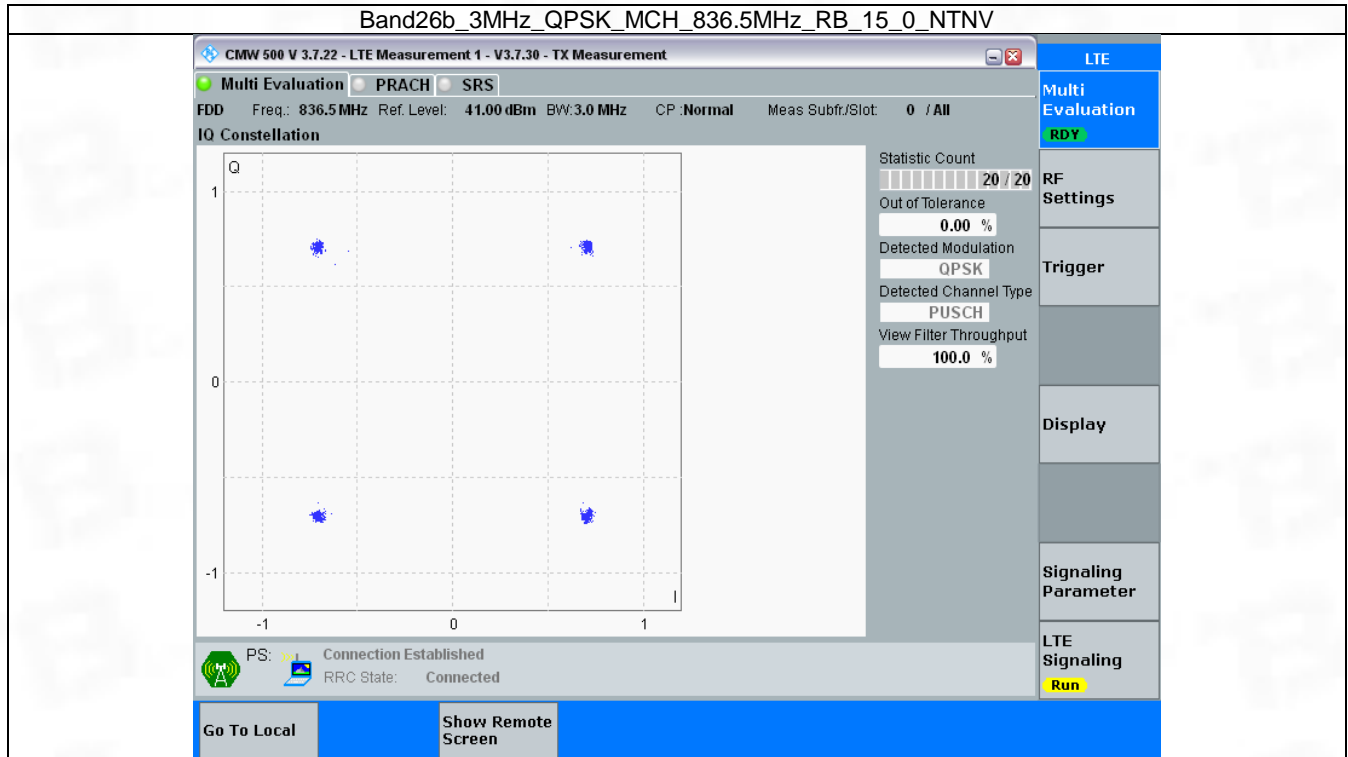 Band26b_3MHz_QPSK_MCH_836.5MHz_RB_15_0_NTNV
CMW 500 V 3.7.22 - LTE Measurement 1 - V3.7.30 - TX Measurement
LTE
Multi Evaluation PRACH SRS
Multi Evaluation
RDY
FDD Freq.: 836.5 MHz Ref. Level: 41.00 dBm BW: 3.0 MHz CP : Normal Meas Subfr./Slot: 0 / All
IQ Constellation
Q
1
0
-1
I
-1 0 1
Statistic Count
20 / 20
Out of Tolerance
0.00 %
Detected Modulation
QPSK
Detected Channel Type
PUSCH
View Filter Throughput
100.0 %
RF
Settings
Trigger
Display
Signaling
Parameter
LTE
Signaling
Run
PS: Connection Established
RRC State: Connected
Go To Local
Show Remote
Screen